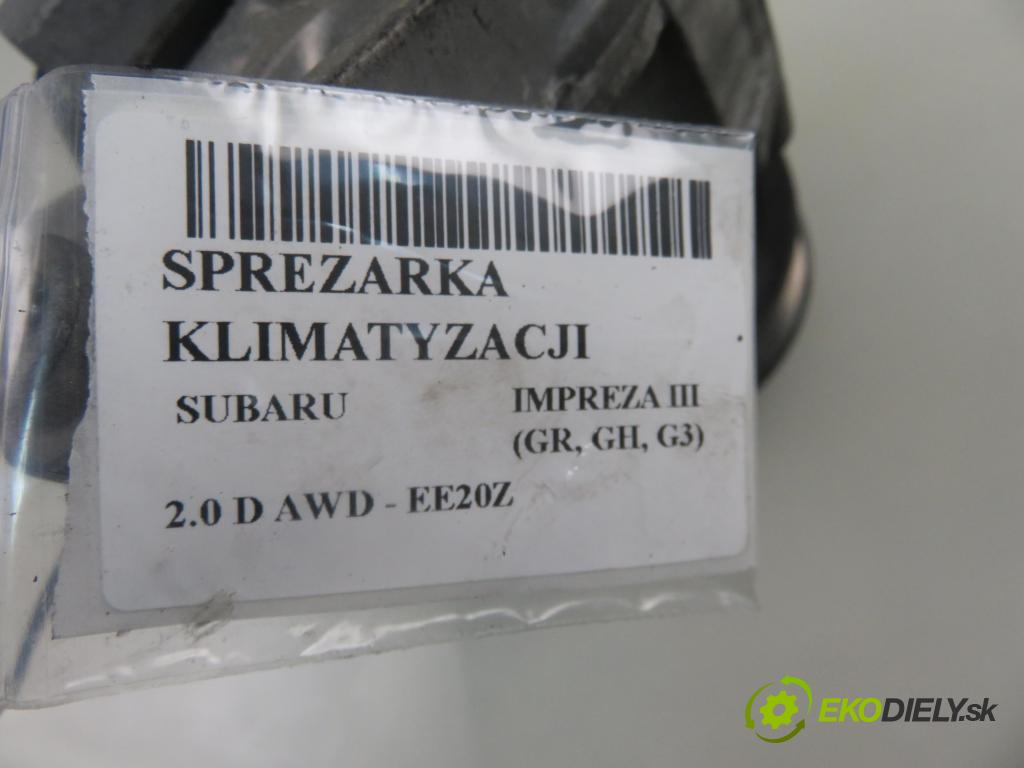 SPREZARKA
KLIMATYZACJI
SUBARU IMPREZA III
(GR, GH, G3)
2.0 D AWD - EE20Z
EKODIELY.sk